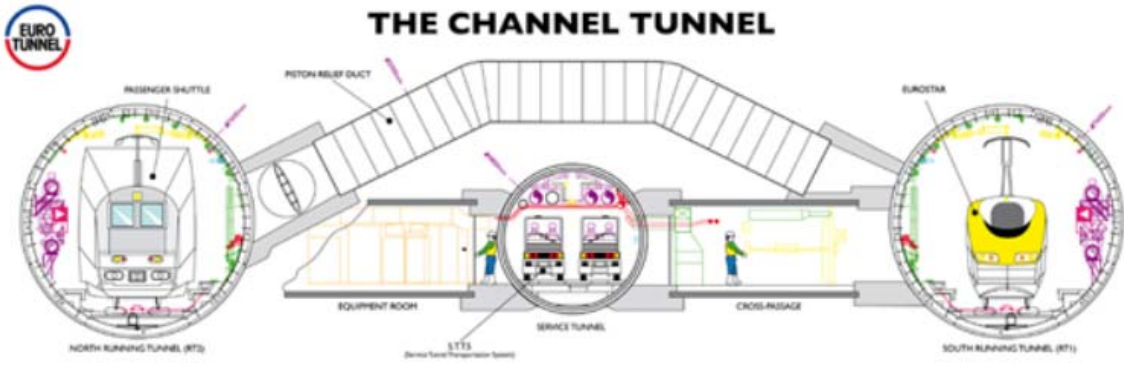 EURO
TUNNEL
THE CHANNEL TUNNEL
PISTON RELIEF DUCT
PASSENGER SHUTTLE
EUROSTAR
EQUIPMENT ROOM
CROSS-PASSAGE
SERVICE TUNNEL
S.T.T.S
(Service Tunnel Transportation System)
NORTH RUNNING TUNNEL (RT2)
SOUTH RUNNING TUNNEL (RT1)